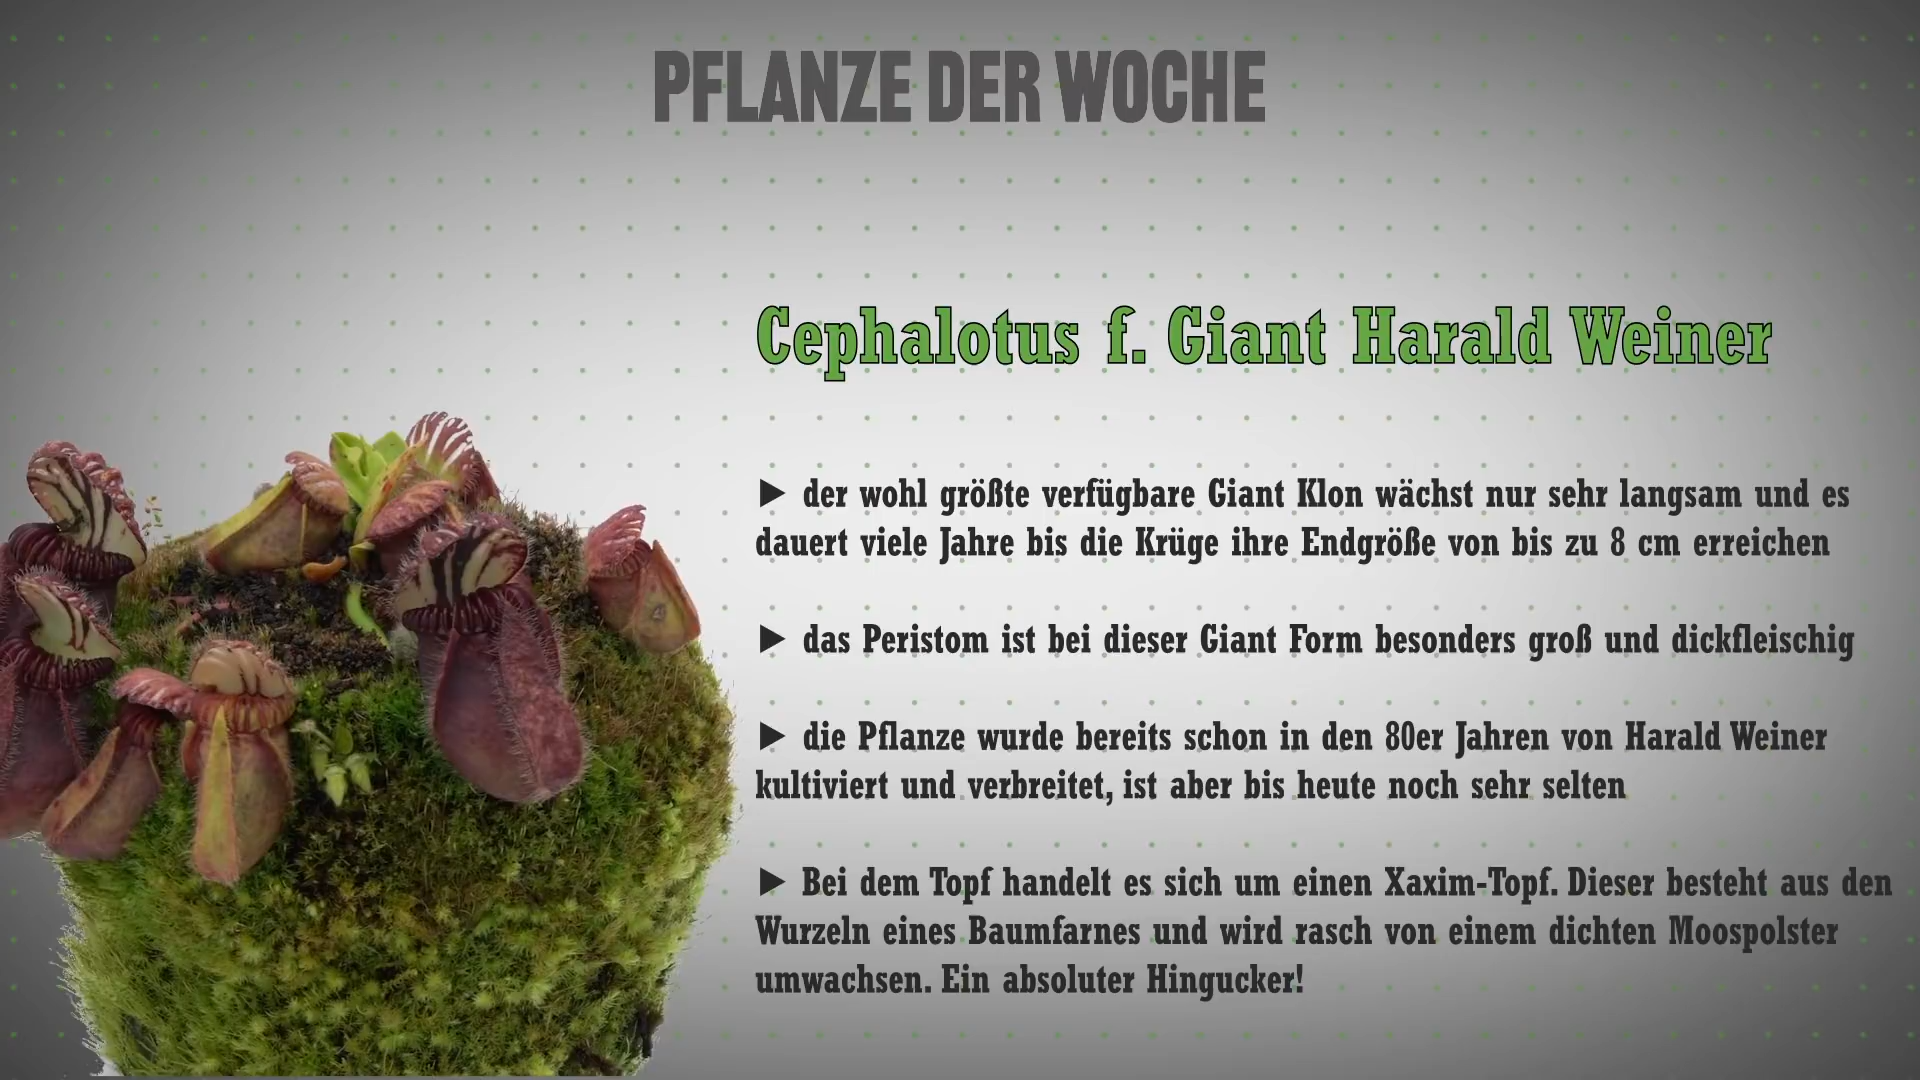 PFLANZE DER WOCHE
Cephalotus f. Giant Harald Weiner
► der wohl größte verfügbare Giant Klon wächst nur sehr langsam und es
dauert viele Jahre bis die Krüge ihre Endgröße von bis zu 8 cm erreichen
► das Peristom ist bei dieser Giant Form besonders groß und dickfleischig
► die Pflanze wurde bereits schon in den 80er Jahren von Harald Weiner
kultiviert und verbreitet, ist aber bis heute noch sehr selten
► Bei dem Topf handelt es sich um einen Xaxim-Topf. Dieser besteht aus den
Wurzeln eines Baumfarnes und wird rasch von einem dichten Moospolster
umwachsen. Ein absoluter Hingucker!